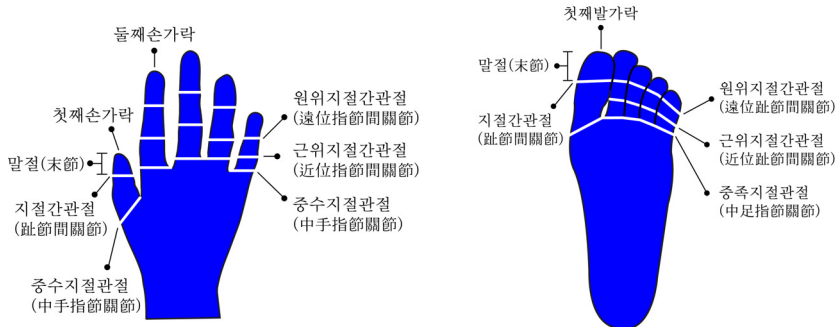 둘째손가락
첫째손가락
말절(末節)
지절간관절
(趾節間關節)
중수지절관절
(中手指節關節)
원위지절간관절
(遠位指節間關節)
근위지절간관절
(近位指節間關節)
중수지절관절
(中手指節關節)
첫째발가락
말절(末節)
지절간관절
(趾節間關節)
원위지절간관절
(遠位趾節間關節)
근위지절간관절
(近位趾節間關節)
중족지절관절
(中足指節關節)